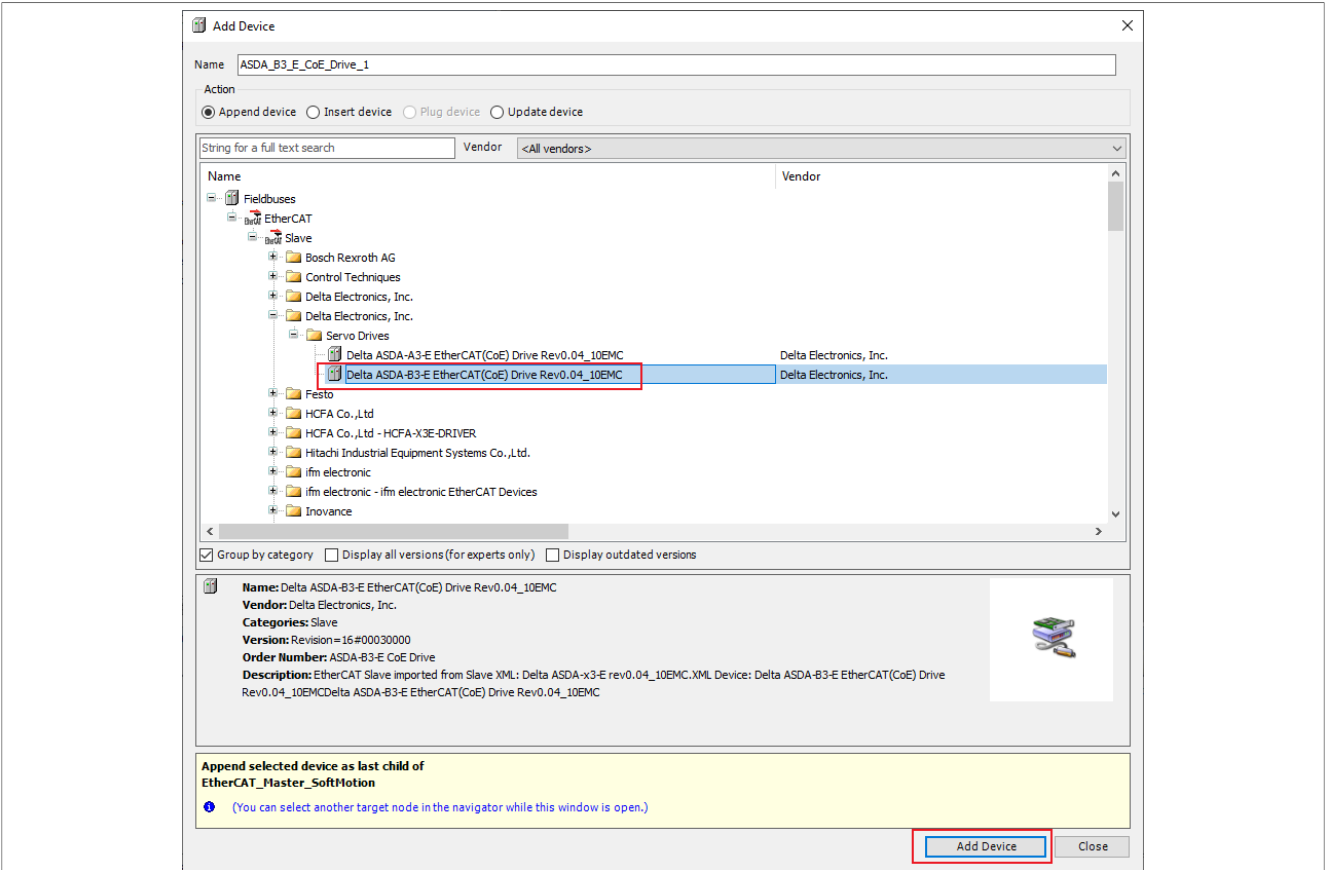 Add Device
Name ASDA_B3_E_CoE_Drive_1
Action
Append device Insert device Plug device Update device
String for a full text search Vendor <All vendors>
Name Vendor
Fieldbuses
EtherCAT
Slave
Bosch Rexroth AG
Control Techniques
Delta Electronics, Inc.
Delta Electronics, Inc.
Servo Drives
Delta ASDA-A3-E EtherCAT(CoE) Drive Rev0.04_10EMC Delta Electronics, Inc.
Delta ASDA-B3-E EtherCAT(CoE) Drive Rev0.04_10EMC Delta Electronics, Inc.
Festo
HCFA Co.,Ltd
HCFA Co.,Ltd - HCFA-X3E-DRIVER
Hitachi Industrial Equipment Systems Co.,Ltd.
ifm electronic
ifm electronic - ifm electronic EtherCAT Devices
Inovance
Group by category Display all versions (for experts only) Display outdated versions
Name: Delta ASDA-B3-E EtherCAT(CoE) Drive Rev0.04_10EMC
Vendor: Delta Electronics, Inc.
Categories: Slave
Version: Revision=16#00030000
Order Number: ASDA-B3-E CoE Drive
Description: EtherCAT Slave imported from Slave XML: Delta ASDA-x3-E rev0.04_10EMC.XML Device: Delta ASDA-B3-E EtherCAT(CoE) Drive
Rev0.04_10EMCDelta ASDA-B3-E EtherCAT(CoE) Drive Rev0.04_10EMC
Append selected device as last child of
EtherCAT_Master_SoftMotion
(You can select another target node in the navigator while this window is open.)
Add Device Close